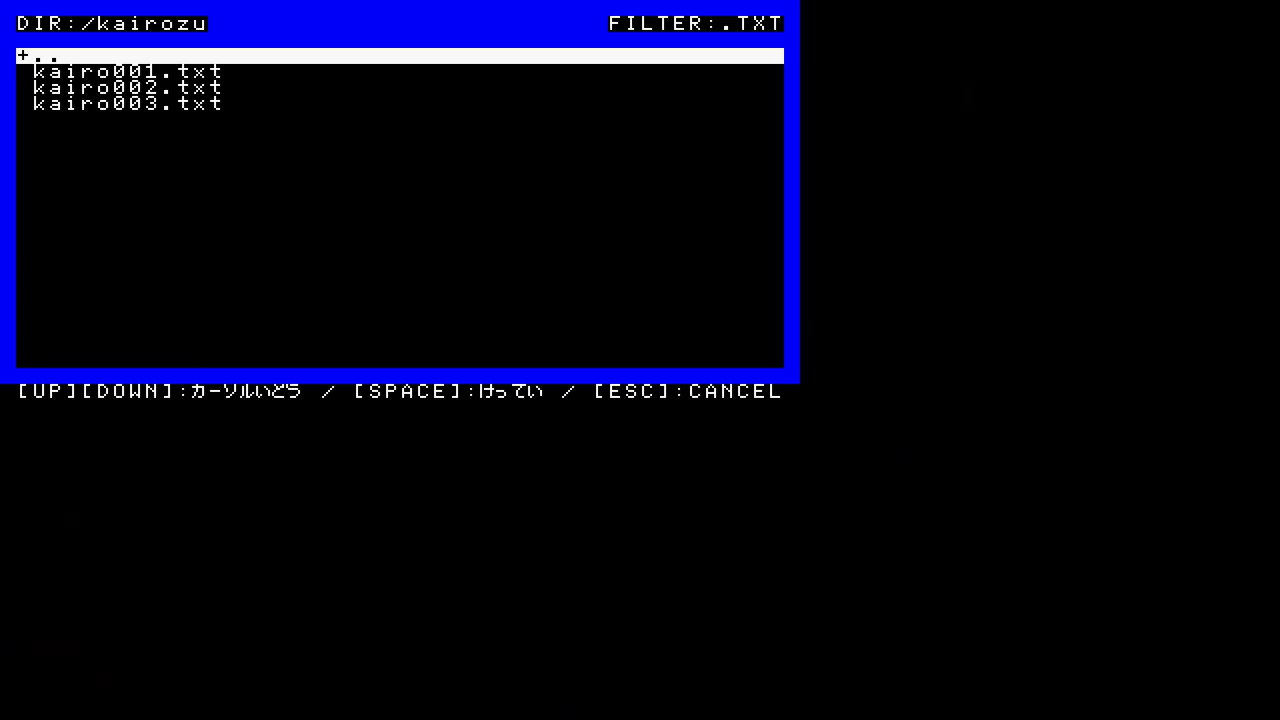 DIR:/kairozu FILTER:.TXT
+..
kairo001.txt
kairo002.txt
kairo003.txt
[UP][DOWN]:カーソルいどう / [SPACE]:けってい / [ESC]:CANCEL